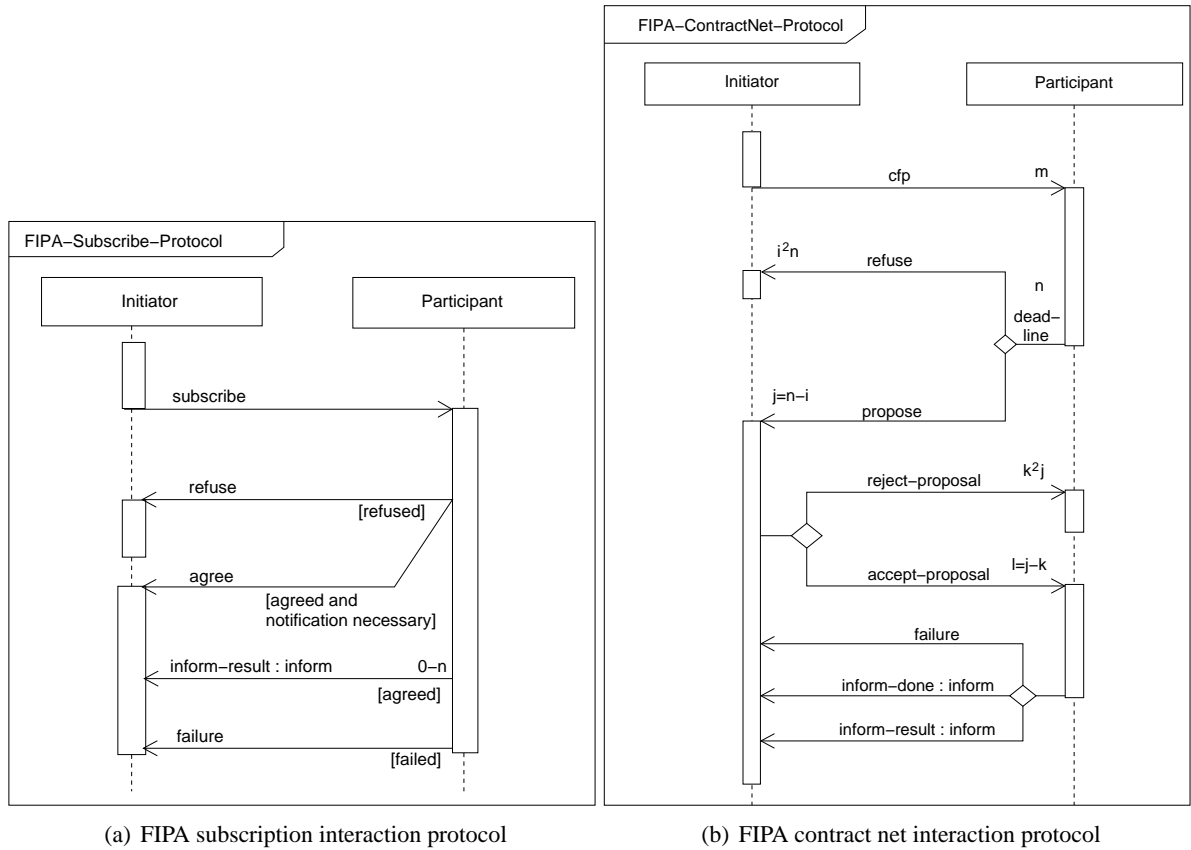 FIPA−Subscribe−Protocol
Initiator
Participant
subscribe
refuse
[refused]
agree
[agreed and
notification necessary]
inform−result : inform
0−n
[agreed]
failure
[failed]
(a) FIPA subscription interaction protocol
FIPA−ContractNet−Protocol
Initiator
Participant
cfp
m
i²n
refuse
n
dead−
line
j=n−i
propose
reject−proposal
k²j
accept−proposal
l=j−k
failure
inform−done : inform
inform−result : inform
(b) FIPA contract net interaction protocol